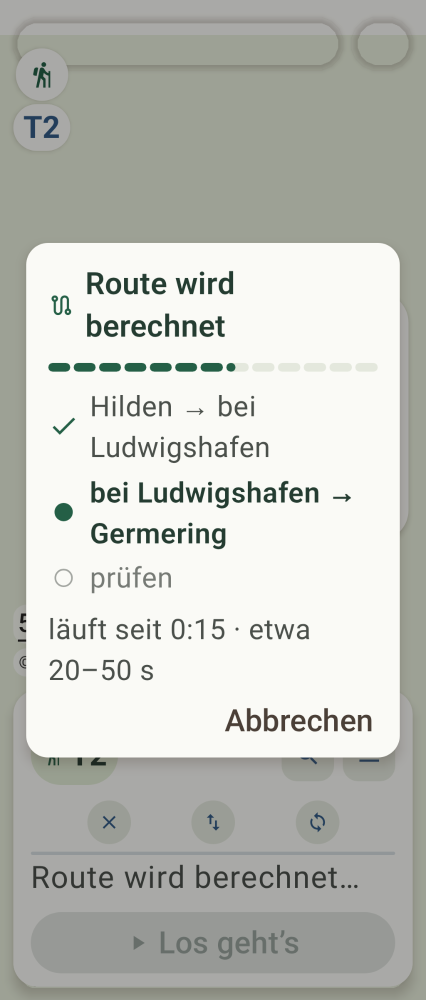 T2
Route wird
berechnet
Hilden → bei
Ludwigshafen
bei Ludwigshafen →
Germering
prüfen
läuft seit 0:15 · etwa
20–50 s
Abbrechen
T2
Route wird berechnet…
Los geht’s